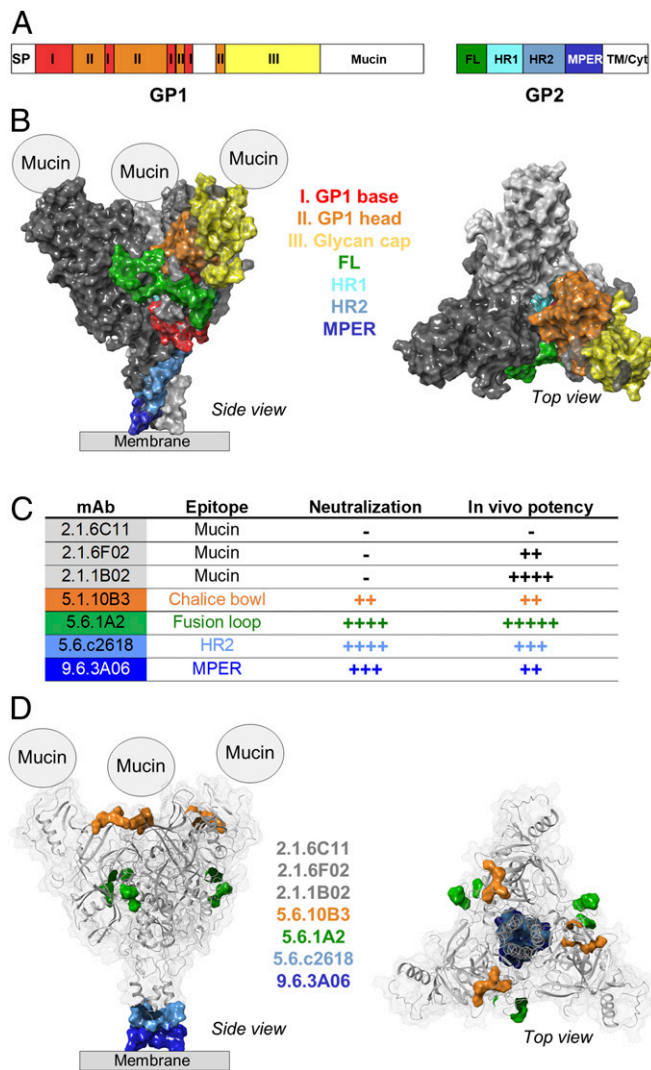 A
SP I II I II I II I II III Mucin FL HR1 HR2 MPER TM/Cyt
GP1 GP2
B
Mucin Mucin Mucin
I. GP1 base
II. GP1 head
III. Glycan cap
FL
HR1
HR2
MPER
Side view
Top view
Membrane
C
mAb Epitope Neutralization In vivo potency
2.1.6C11 Mucin - -
2.1.6F02 Mucin - ++
2.1.1B02 Mucin - ++++
5.1.10B3 Chalice bowl ++ ++
5.6.1A2 Fusion loop ++++ +++++
5.6.c2618 HR2 ++++ +++
9.6.3A06 MPER +++ ++
D
Mucin Mucin Mucin
2.1.6C11
2.1.6F02
2.1.1B02
5.6.10B3
5.6.1A2
5.6.c2618
9.6.3A06
Side view
Top view
Membrane